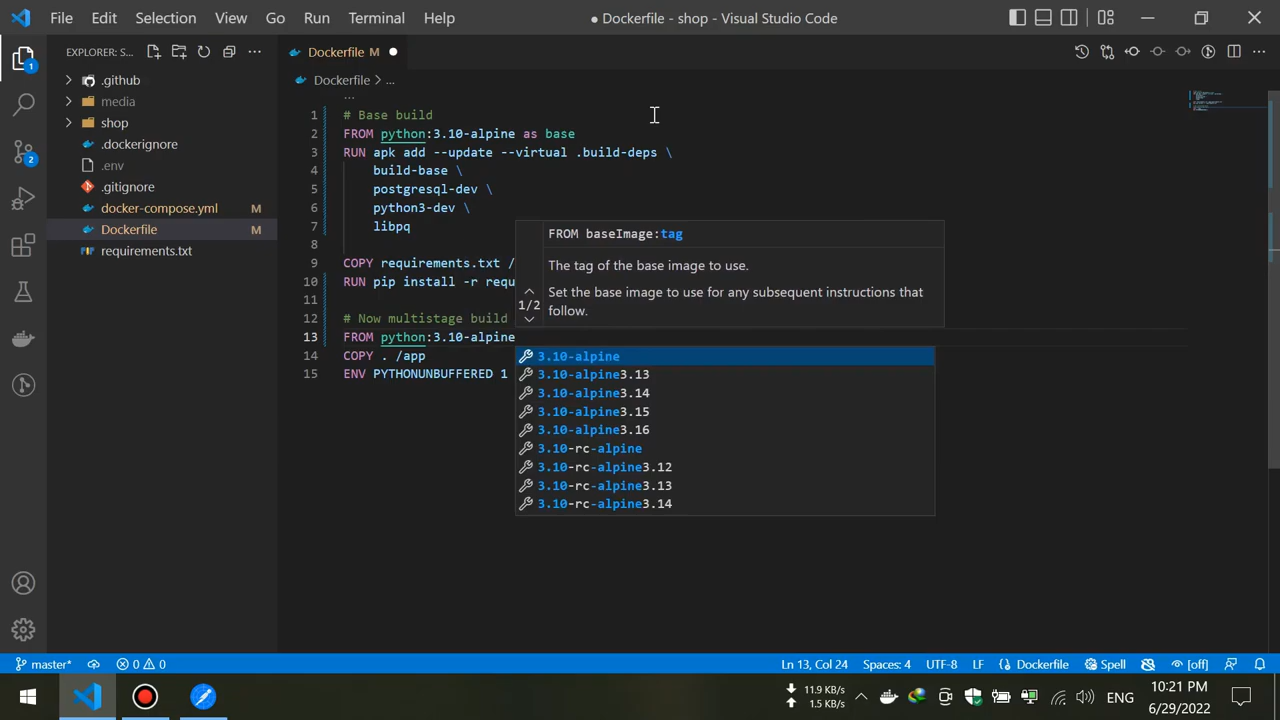 File Edit Selection View Go Run Terminal Help
● Dockerfile - shop - Visual Studio Code
EXPLORER: S...
Dockerfile M ●
Dockerfile > ...
.github
media
shop
.dockerignore
.env
.gitignore
docker-compose.yml M
Dockerfile M
requirements.txt
1
2
...
1 # Base build
2 FROM python:3.10-alpine as base
3 RUN apk add --update --virtual .build-deps \
4 build-base \
5 postgresql-dev \
6 python3-dev \
7 libpq
8
9 COPY requirements.txt /
10 RUN pip install -r requ
11
12 # Now multistage build
13 FROM python:3.10-alpine
14 COPY . /app
15 ENV PYTHONUNBUFFERED 1
FROM baseImage:tag
The tag of the base image to use.
Set the base image to use for any subsequent instructions that
follow.
1/2
3.10-alpine
3.10-alpine3.13
3.10-alpine3.14
3.10-alpine3.15
3.10-alpine3.16
3.10-rc-alpine
3.10-rc-alpine3.12
3.10-rc-alpine3.13
3.10-rc-alpine3.14
master* 0 0 Ln 13, Col 24 Spaces: 4 UTF-8 LF Dockerfile Spell [off]
11.9 KB/s
1.5 KB/s
ENG
10:21 PM
6/29/2022